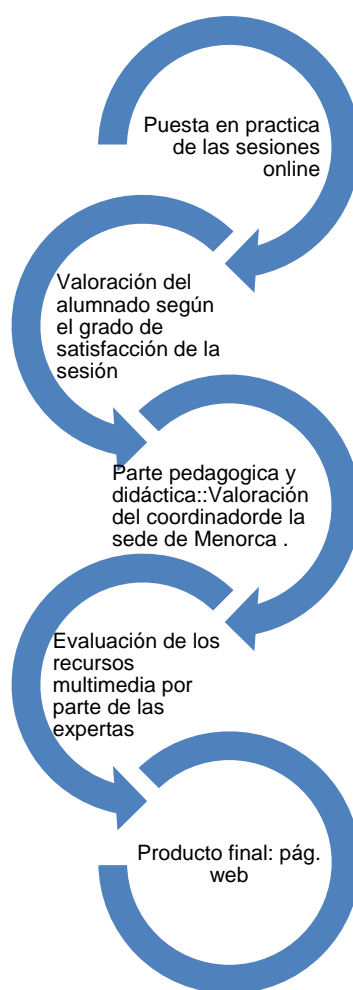 Puesta en practica
de las sesiones
online
Valoración del
alumnado según
el grado de
satisfacción de la
sesión
Parte pedagogica y
didáctica::Valoración
del coordinadorde la
sede de Menorca .
Evaluación de los
recursos
multimedia por
parte de las
expertas
Producto final: pág.
web